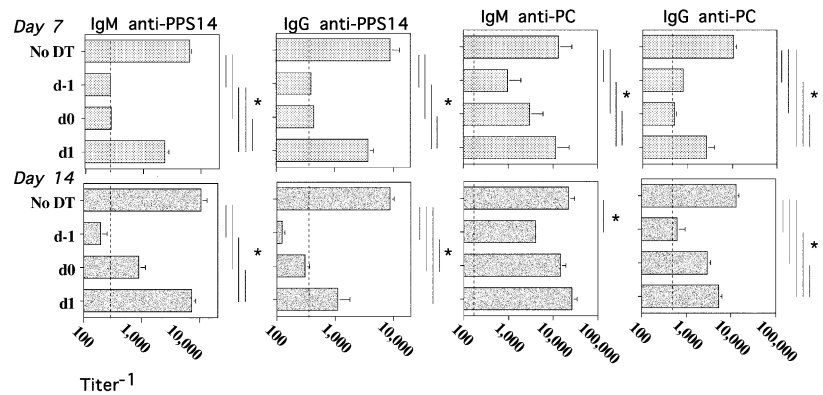 Day 7
IgM anti-PPS14 IgG anti-PPS14 IgM anti-PC IgG anti-PC
No DT
d-1
* * * *
d0
d1
Day 14
No DT
*
d-1
* * *
d0
d1
100 1,000 10,000 100 1,000 10,000 100 1,000 10,000 100,000 100 1,000 10,000 100,000
Titer-1